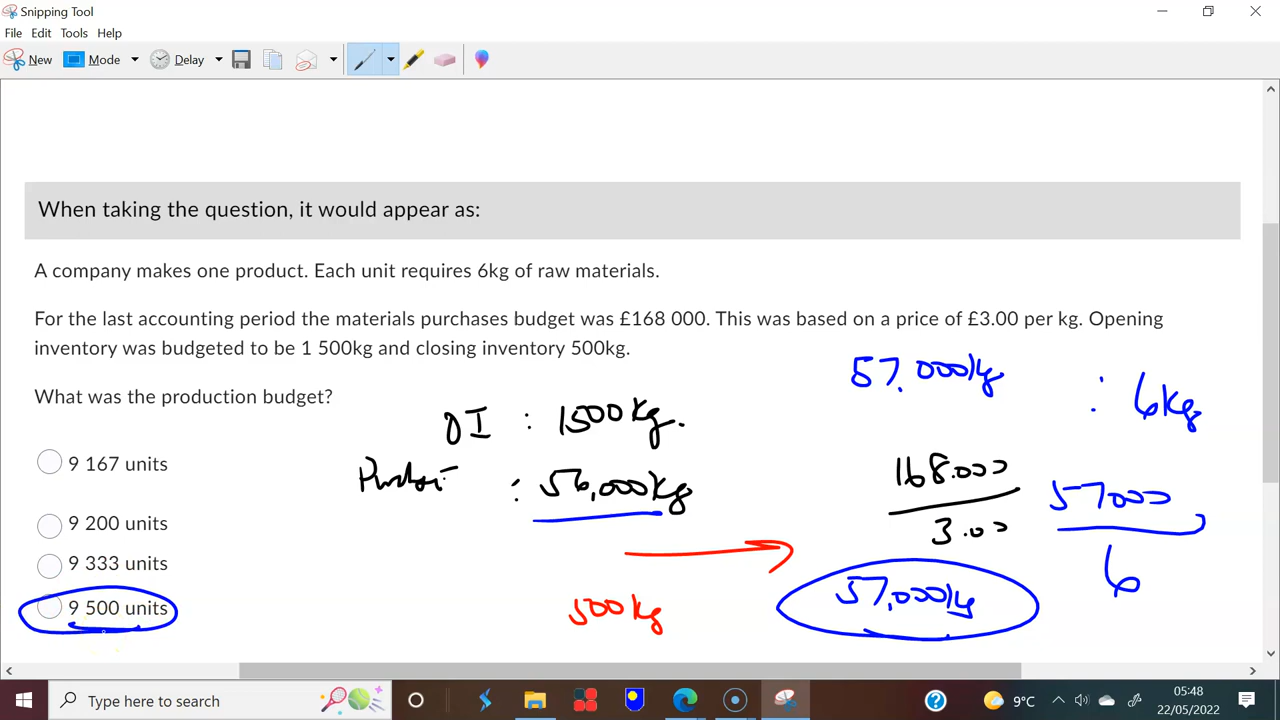 Snipping Tool
File Edit Tools Help
New Mode Delay
When taking the question, it would appear as:
A company makes one product. Each unit requires 6kg of raw materials.
For the last accounting period the materials purchases budget was £168 000. This was based on a price of £3.00 per kg. Opening
inventory was budgeted to be 1 500kg and closing inventory 500kg.
What was the production budget?
57.000kg : 6kg
OI : 1500kg.
: 56,000kg
168.000
3.00
57000
6
57,000kg
500kg
9 167 units
9 200 units
9 333 units
9 500 units
Type here to search
9°C
05:48
22/05/2022